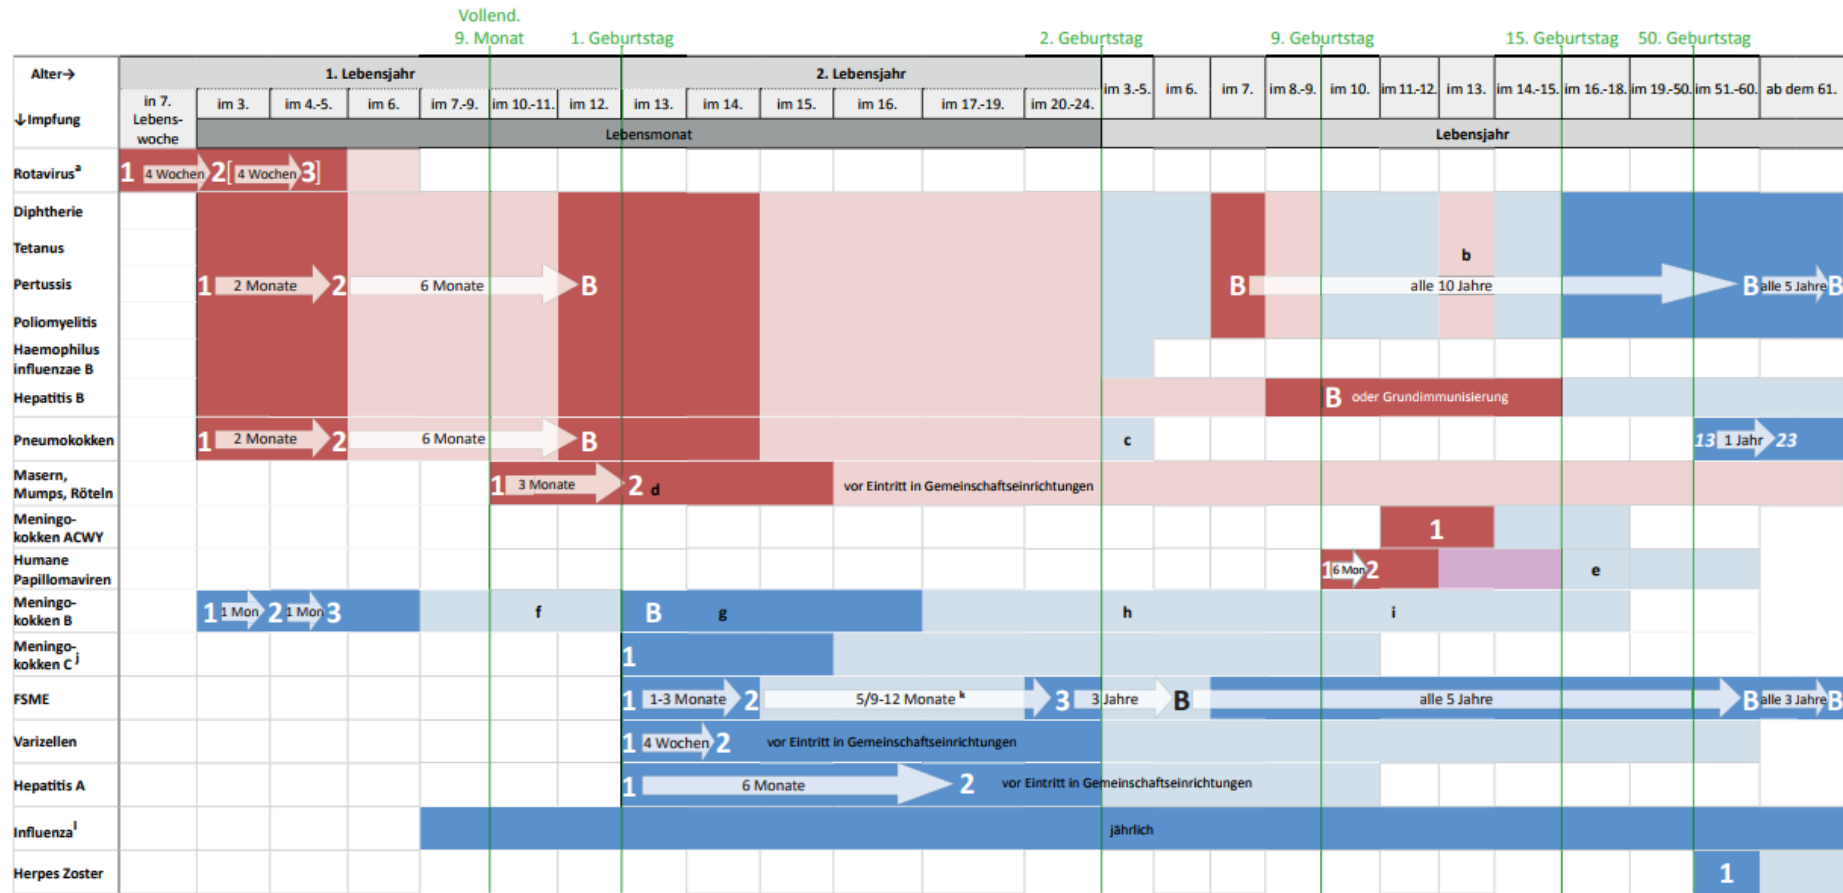 Vollend.
9. Monat 1. Geburtstag 2. Geburtstag 9. Geburtstag 15. Geburtstag 50. Geburtstag
Alter→ 1. Lebensjahr 2. Lebensjahr
im 3.-5. im 6. im 7. im 8.-9. im 10. im 11.-12. im 13. im 14.-15. im 16.-18. im 19.-50. im 51.-60. ab dem 61.
↓Impfung
in 7.
Lebens-
woche
im 3. im 4.-5. im 6. im 7.-9. im 10.-11. im 12. im 13. im 14. im 15. im 16. im 17.-19. im 20.-24.
Lebensmonat Lebensjahr
Rotavirus a 1 4 Wochen 2 [ 4 Wochen 3 ]
Diphtherie
Tetanus b
Pertussis 1 2 Monate 2 6 Monate B B alle 10 Jahre B alle 5 Jahre B
Poliomyelitis
Haemophilus
influenzae B
Hepatitis B B oder Grundimmunisierung
Pneumokokken 1 2 Monate 2 6 Monate B c 13 1 Jahr 23
Masern,
Mumps, Röteln 1 3 Monate 2 d vor Eintritt in Gemeinschaftseinrichtungen
Meningo-
kokken ACWY 1
Humane
Papillomaviren 1 6 Mon 2 e
Meningo-
kokken B 1 1 Mon 2 1 Mon 3 f B g h i
Meningo-
kokken C j 1
FSME 1 1-3 Monate 2 5/9-12 Monate k 3 3 Jahre B alle 5 Jahre B alle 3 Jahre B
Varizellen 1 4 Wochen 2 vor Eintritt in Gemeinschaftseinrichtungen
Hepatitis A 1 6 Monate 2 vor Eintritt in Gemeinschaftseinrichtungen
Influenza l jährlich
Herpes Zoster 1